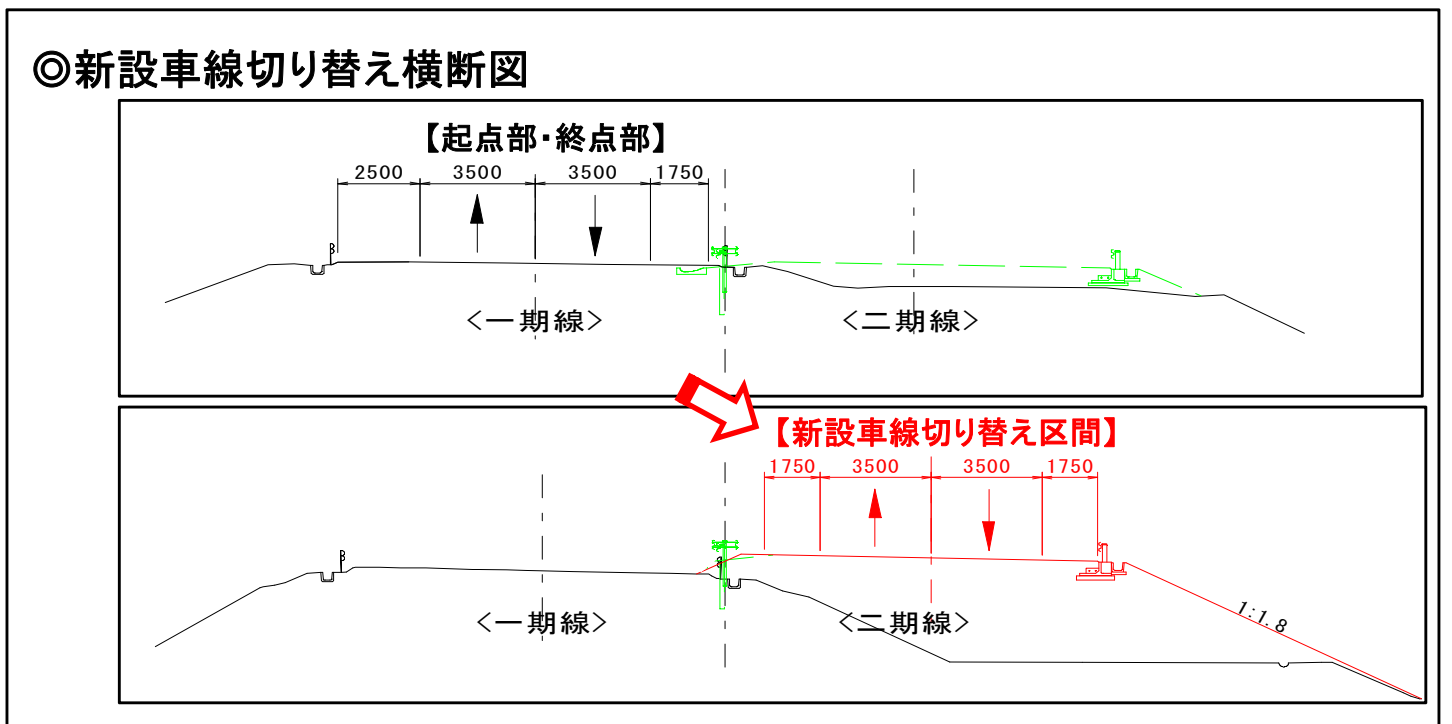 ◎新設車線切り替え横断図
【起点部・終点部】
2500 3500 3500 1750
<一期線> <二期線>
【新設車線切り替え区間】
1750 3500 3500 1750
<一期線> <二期線>
1:1.8